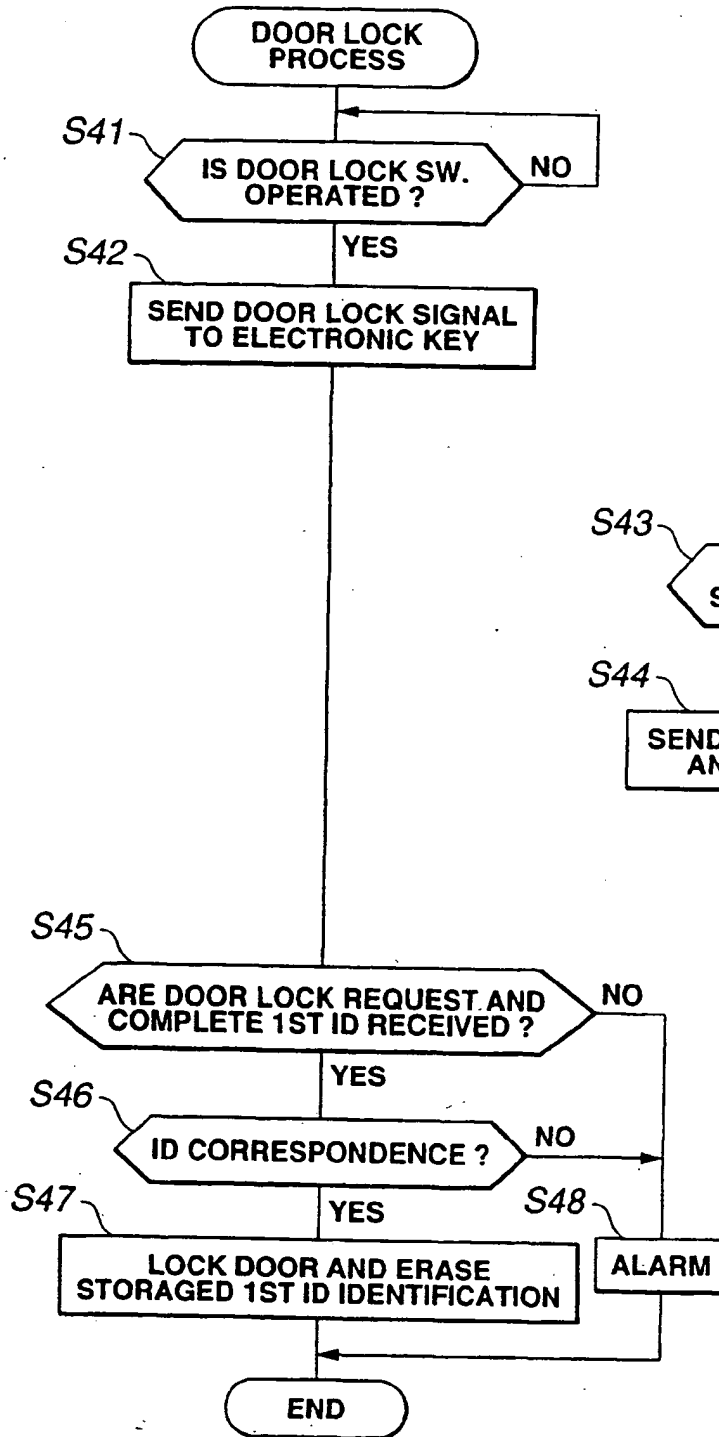 DOOR LOCK
PROCESS
S41
IS DOOR LOCK SW.
OPERATED ?
NO
YES
S42
SEND DOOR LOCK SIGNAL
TO ELECTRONIC KEY
S43
S
S44
SEND
AN
S45
ARE DOOR LOCK REQUEST AND
COMPLETE 1ST ID RECEIVED ?
NO
YES
S46
ID CORRESPONDENCE ?
NO
YES
S47
S48
LOCK DOOR AND ERASE
STORAGED 1ST ID IDENTIFICATION
ALARM
END